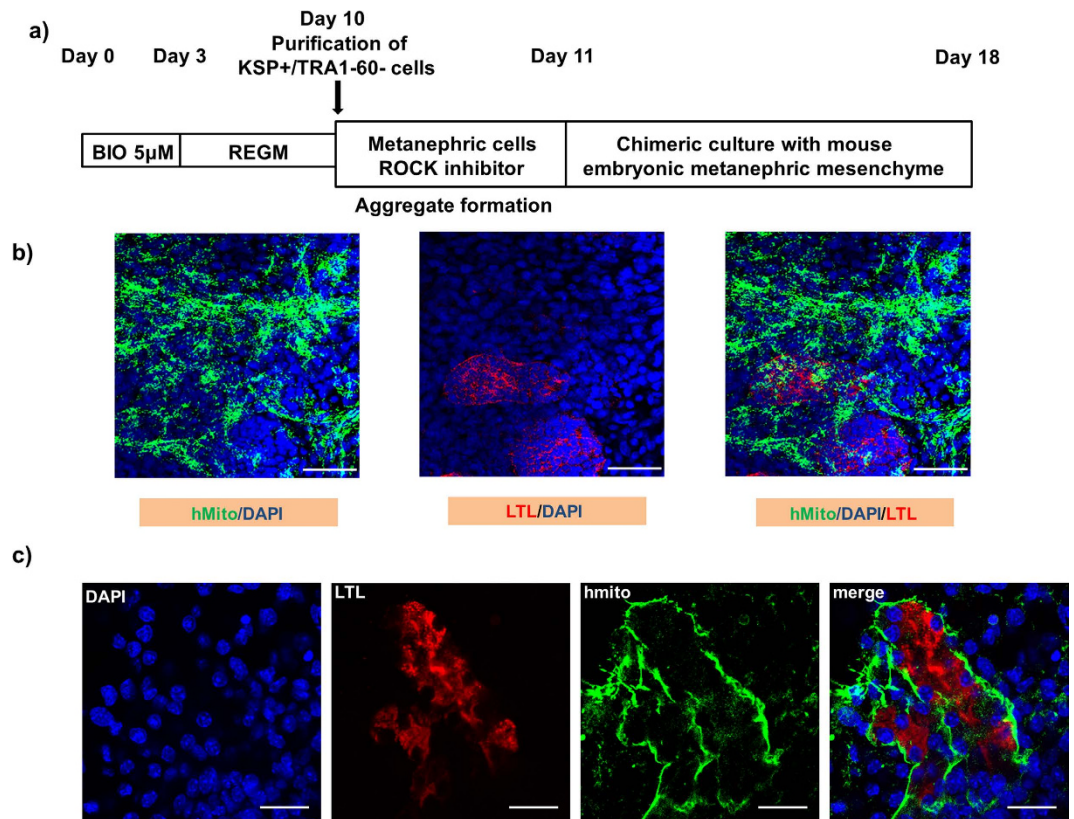 a)
Day 0
Day 3
Day 10
Purification of
KSP+/TRA1-60- cells
Day 11
Day 18
BIO 5µM
REGM
Metanephric cells
ROCK inhibitor
Chimeric culture with mouse
embryonic metanephric mesenchyme
Aggregate formation
b)
hMito/DAPI
LTL/DAPI
hMito/DAPI/LTL
c)
DAPI
LTL
hmito
merge